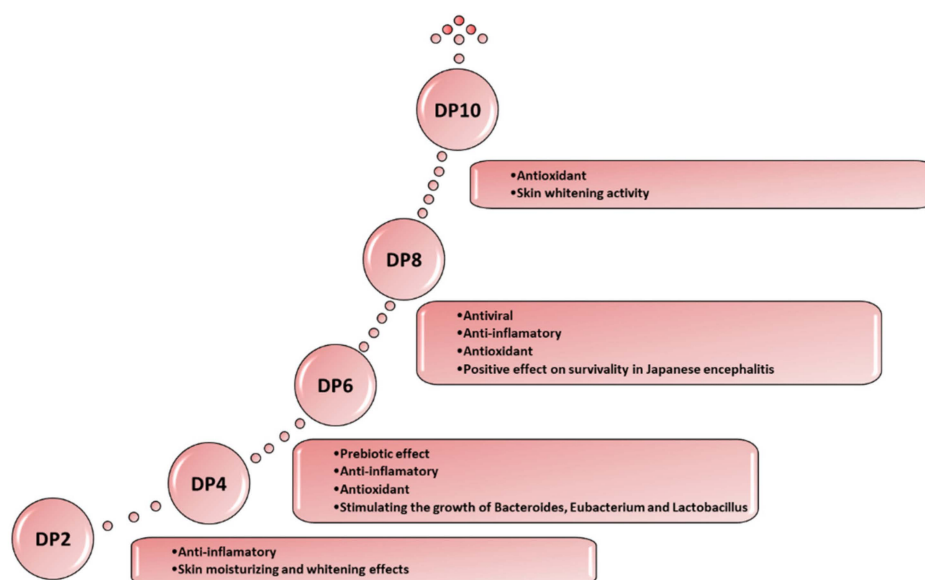 DP10
•Antioxidant
•Skin whitening activity
DP8
•Antiviral
•Anti-inflamatory
•Antioxidant
•Positive effect on survivality in Japanese encephalitis
DP6
•Prebiotic effect
•Anti-inflamatory
•Antioxidant
•Stimulating the growth of Bacteroides, Eubacterium and Lactobacillus
DP4
DP2
•Anti-inflamatory
•Skin moisturizing and whitening effects